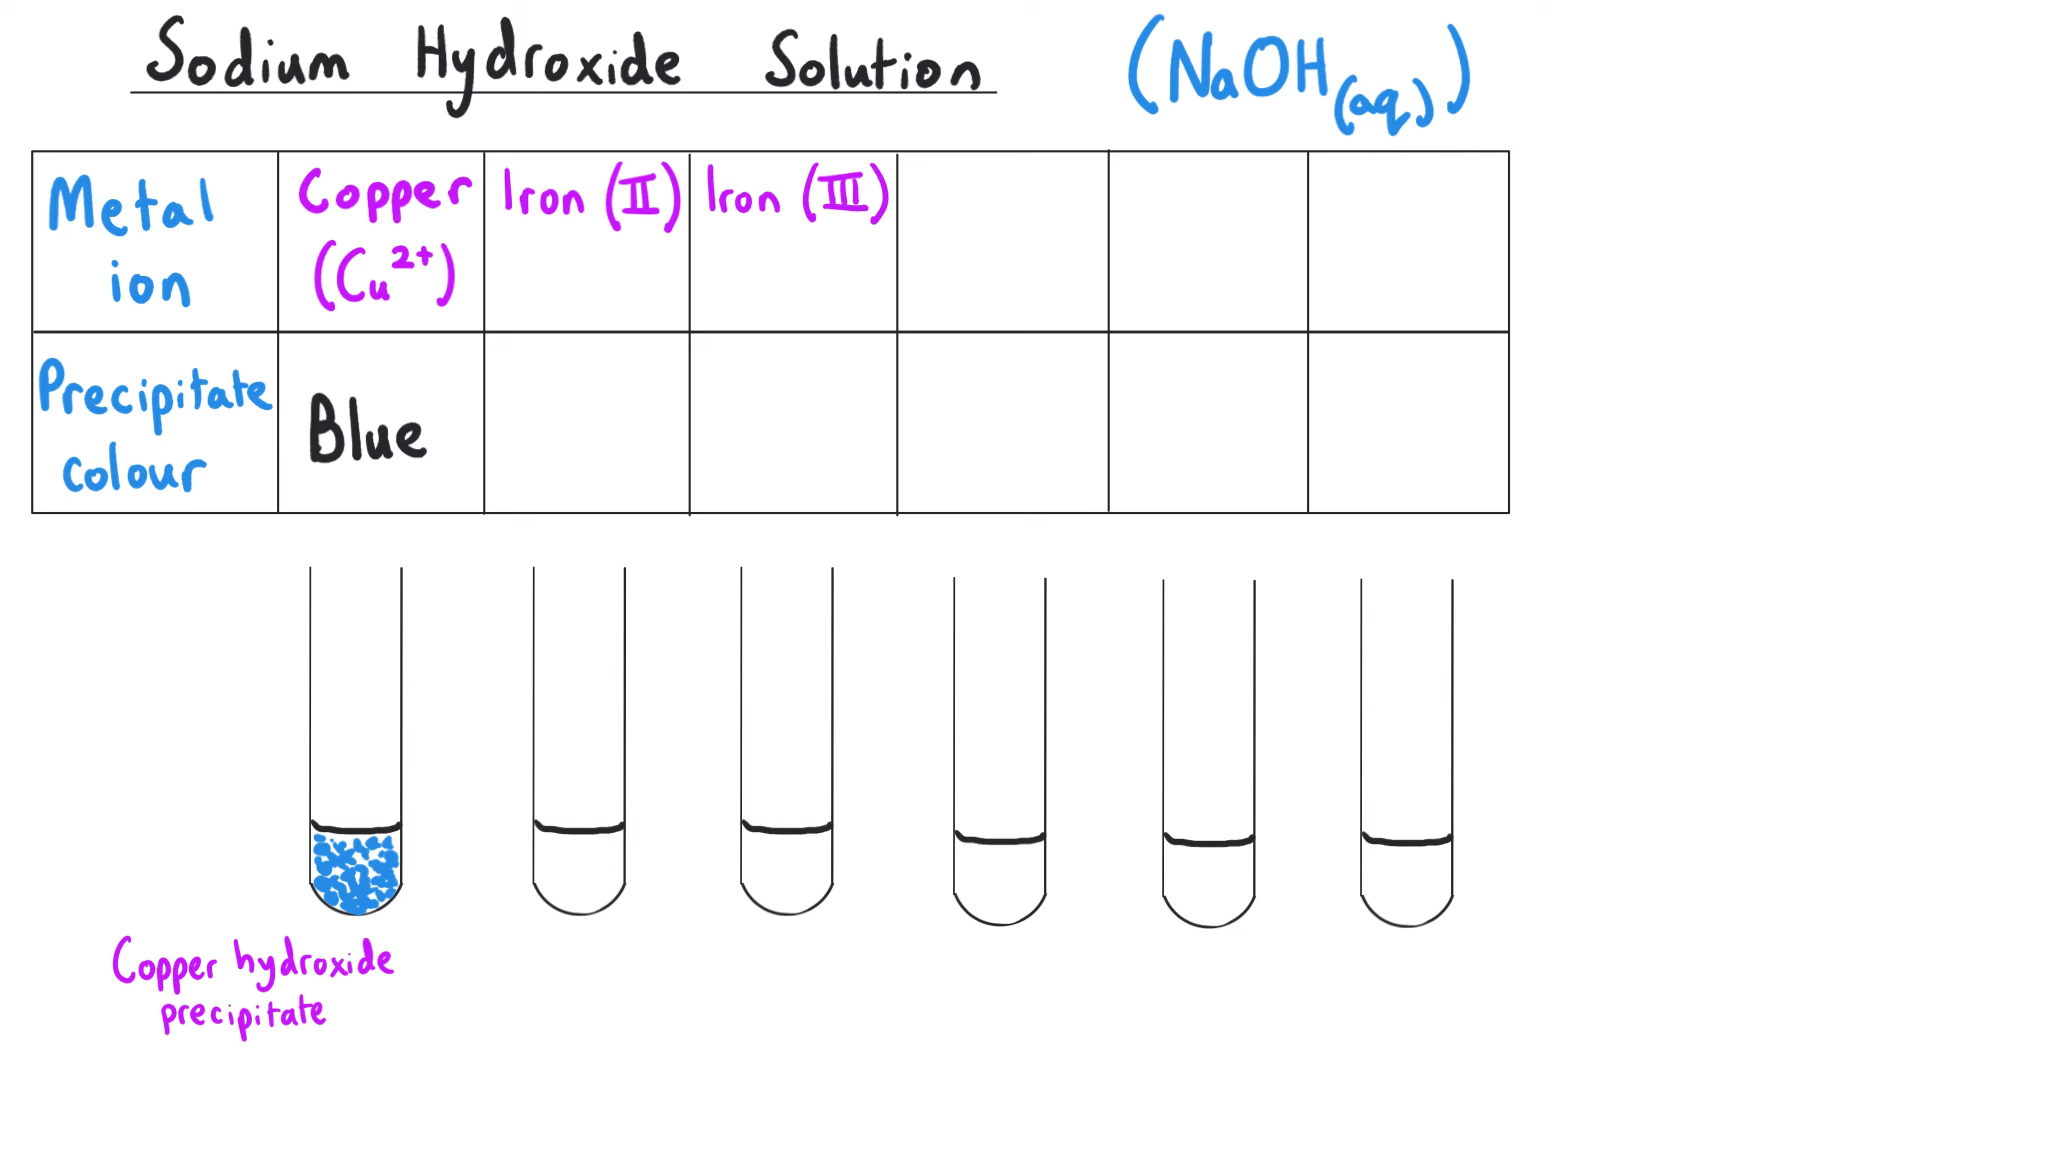 Sodium Hydroxide Solution (NaOH(aq))
Metal ion
Copper (Cu²⁺)
Iron (II)
Iron (III)
Precipitate colour
Blue
Copper hydroxide
precipitate